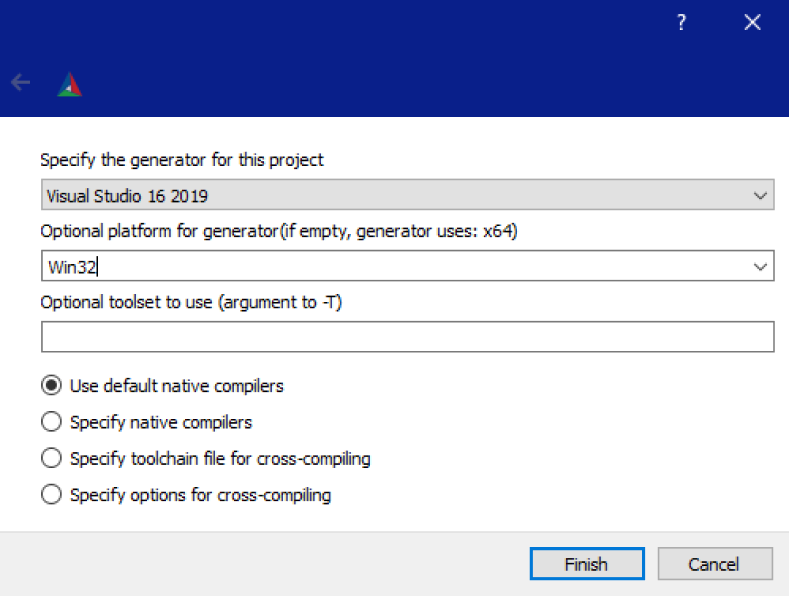 ?
Specify the generator for this project
Visual Studio 16 2019
Optional platform for generator(if empty, generator uses: x64)
Win32
Optional toolset to use (argument to -T)
Use default native compilers
Specify native compilers
Specify toolchain file for cross-compiling
Specify options for cross-compiling
Finish Cancel